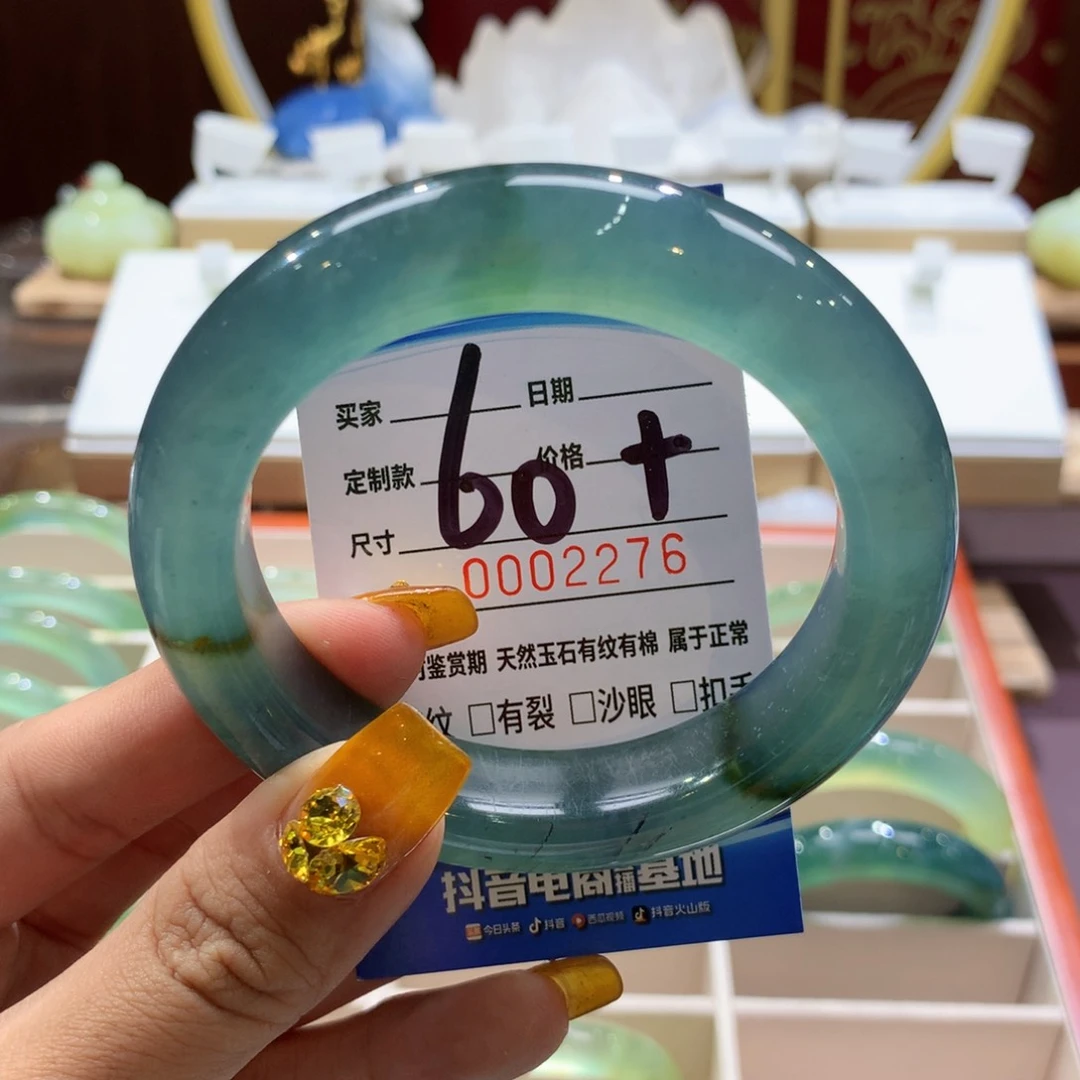 买家 日期
定制款 价格
60+
尺寸
0002276
鉴赏期 天然玉石有纹有棉 属于正常
纹 □有裂 □沙眼 □扣手
抖音电商直播基地
今日头条 抖音 西瓜视频 抖音火山版